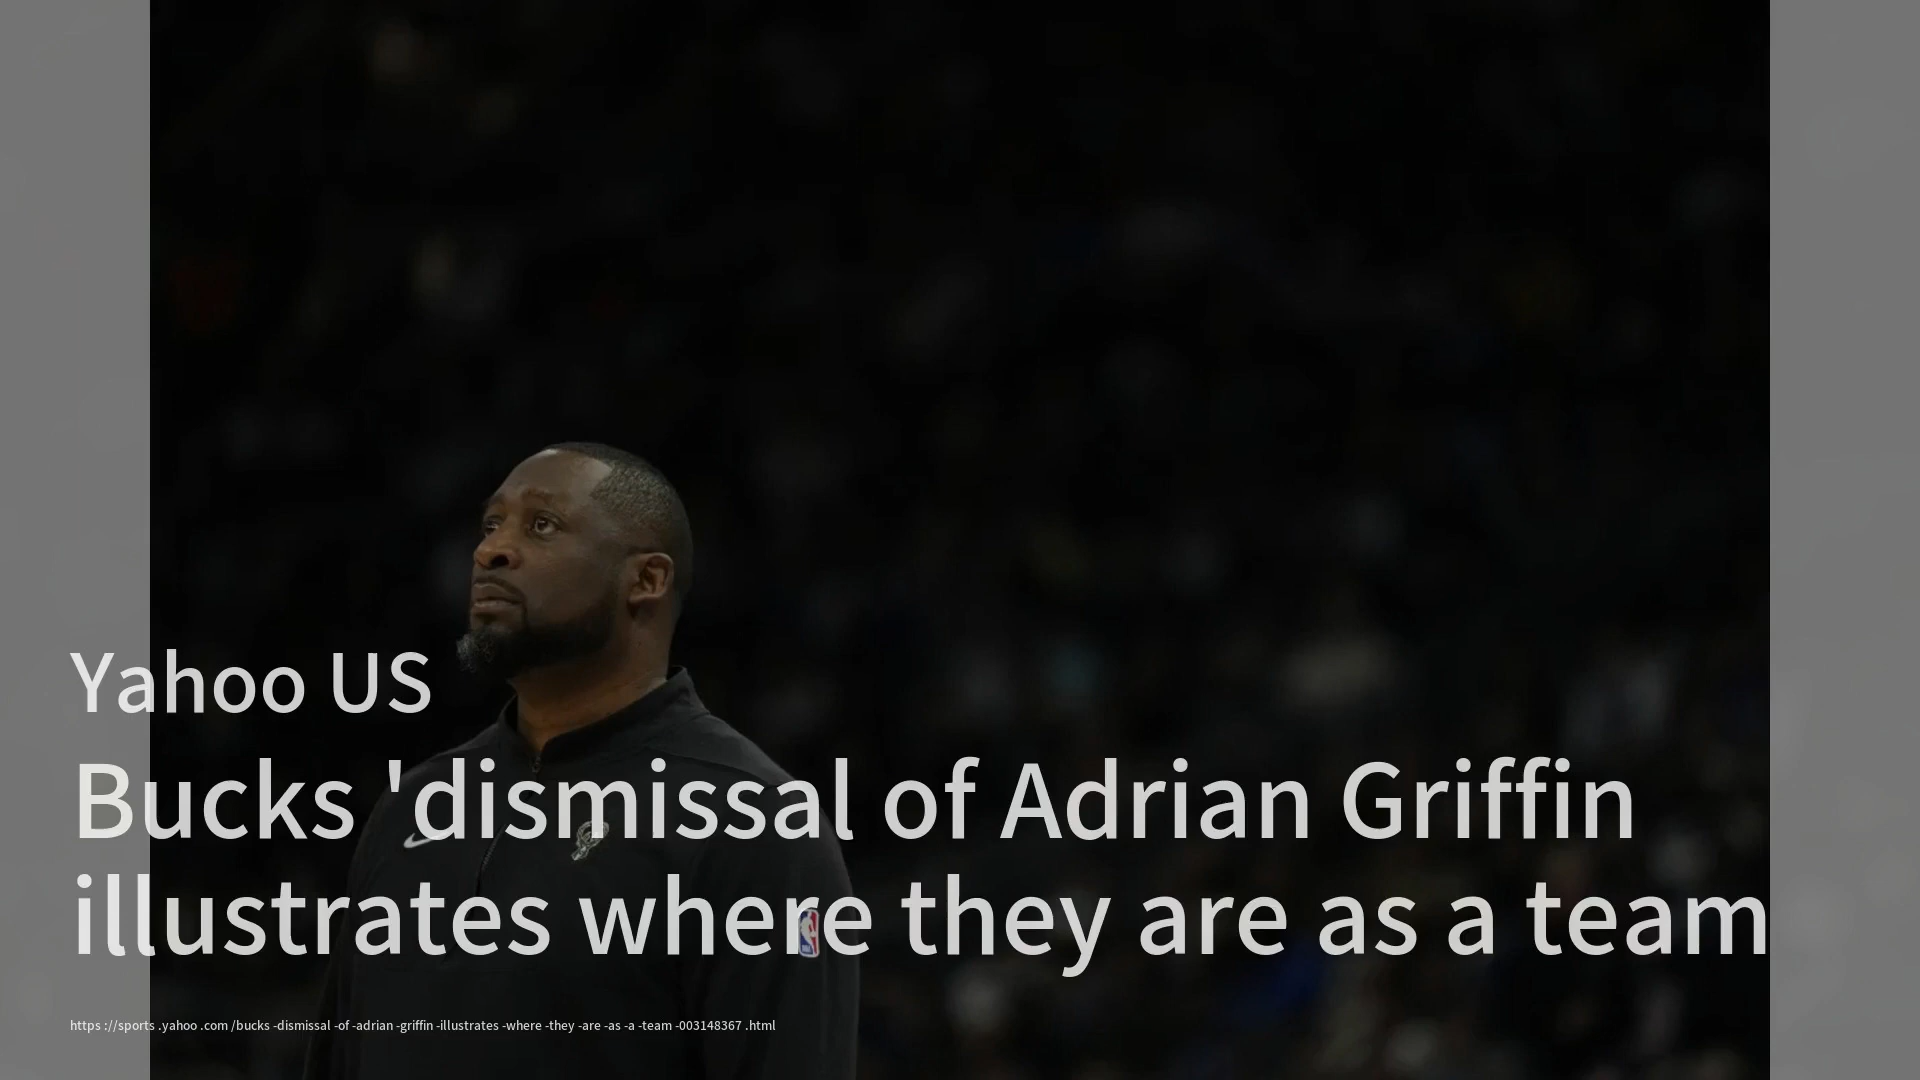 Yahoo US
Bucks 'dismissal of Adrian Griffin
illustrates where they are as a team
https ://sports .yahoo .com /bucks -dismissal -of -adrian -griffin -illustrates -where -they -are -as -a -team -003148367 .html